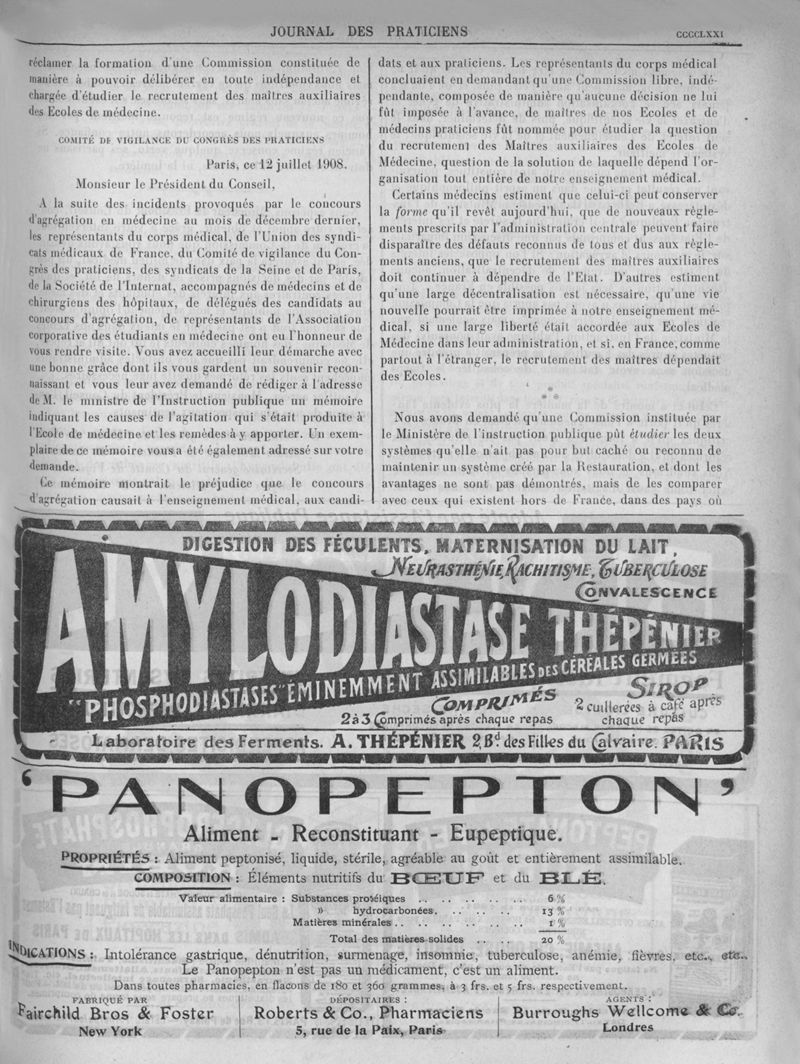 JOURNAL DES PRATICIENS
CCCCLXXI
réclamer la formation d'une Commission constituée de
manière à pouvoir délibérer en toute indépendance et
chargée d'étudier le recrutement des maîtres auxiliaires
des Ecoles de médecine.
COMITÉ DE VIGILANCE DU CONGRÈS DES PRATICIENS
Paris, ce 12 juillet 1908.
Monsieur le Président du Conseil,
A la suite des incidents provoqués par le concours
d'agrégation en médecine au mois de décembre dernier,
les représentants du corps médical, de l'Union des syndi-
cats médicaux de France, du Comité de vigilance du Con-
grès des praticiens, des syndicats de la Seine et de Paris,
de la Société de l'Internat, accompagnés de médecins et de
chirurgiens des hôpitaux, de délégués des candidats au
concours d'agrégation, de représentants de l'Association
corporative des étudiants en médecine ont eu l'honneur de
vous rendre visite. Vous avez accueilli leur démarche avec
une bonne grâce dont ils vous gardent un souvenir recon-
naissant et vous leur avez demandé de rédiger à l'adresse
de M. le ministre de l'Instruction publique un mémoire
indiquant les causes de l'agitation qui s'était produite à
l'Ecole de médecine et les remèdes à y apporter. Un exem-
plaire de ce mémoire vous a été également adressé sur votre
demande.
Ce mémoire montrait le préjudice que le concours
d'agrégation causait à l'enseignement médical, aux candi-
dats et aux praticiens. Les représentants du corps médical
concluaient en demandant qu'une Commission libre, indé-
pendante, composée de manière qu'aucune décision ne lui
fût imposée à l'avance, de maîtres de nos Ecoles et de
médecins praticiens fût nommée pour étudier la question
du recrutement des Maîtres auxiliaires des Ecoles de
Médecine, question de la solution de laquelle dépend l'or-
ganisation tout entière de notre enseignement médical.
Certains médecins estiment que celui-ci peut conserver
la forme qu'il revêt aujourd'hui, que de nouveaux règle-
ments prescrits par l'administration centrale peuvent faire
disparaître des défauts reconnus de tous et dus aux règle-
ments anciens, que le recrutement des maîtres auxiliaires
doit continuer à dépendre de l'Etat. D'autres estiment
qu'une large décentralisation est nécessaire, qu'une vie
nouvelle pourrait être imprimée à notre enseignement mé-
dical, si une large liberté était accordée aux Ecoles de
Médecine dans leur administration, et si, en France, comme
partout à l'étranger, le recrutement des maîtres dépendait
des Ecoles.
* * *
Nous avons demandé qu'une Commission instituée par
le Ministère de l'instruction publique pût étudier les deux
systèmes qu'elle n'ait pas pour but caché ou reconnu de
maintenir un système créé par la Restauration, et dont les
avantages ne sont pas démontrés, mais de les comparer
avec ceux qui existent hors de France, dans des pays où
DIGESTION DES FÉCULENTS, MATERNISATION DU LAIT,
NEURASTHÉNIE, RACHITISME, TUBERCULOSE
CONVALESCENCE
AMYLODIASTASE THÉPÉNIER
"PHOSPHODIASTASES" ÉMINEMMENT ASSIMILABLES DES CÉRÉALES GERMÉES
COMPRIMÉS
2 à 3 Comprimés après chaque repas
SIROP
2 cuillerées à café après
chaque repas
Laboratoire des Ferments. A. THÉPÉNIER 2, Bd. des Filles du Calvaire. PARIS
'PANOPEPTON'
Aliment - Reconstituant - Eupeptique.
PROPRIÉTÉS : Aliment peptonisé, liquide, stérile, agréable au goût et entièrement assimilable.
COMPOSITION : Éléments nutritifs du BŒUF et du BLÉ.
Valeur alimentaire : Substances protéiques .. .. .. .. .. .. 6 %
» hydrocarbonées. .. .. .. 13 %
Matières minérales .. .. .. .. .. .. .. 1 %
Total des matières solides .. .. 20 %
INDICATIONS : Intolérance gastrique, dénutrition, surmenage, insomnie, tuberculose, anémie, fièvres, etc., etc..
Le Panopepton n'est pas un médicament, c'est un aliment.
Dans toutes pharmacies, en flacons de 180 et 360 grammes, à 3 frs. et 5 frs. respectivement.
FABRIQUÉ PAR
Fairchild Bros & Foster
New York
DÉPOSITAIRES :
Roberts & Co., Pharmaciens
5, rue de la Paix, Paris
AGENTS :
Burroughs Wellcome & Co.
Londres